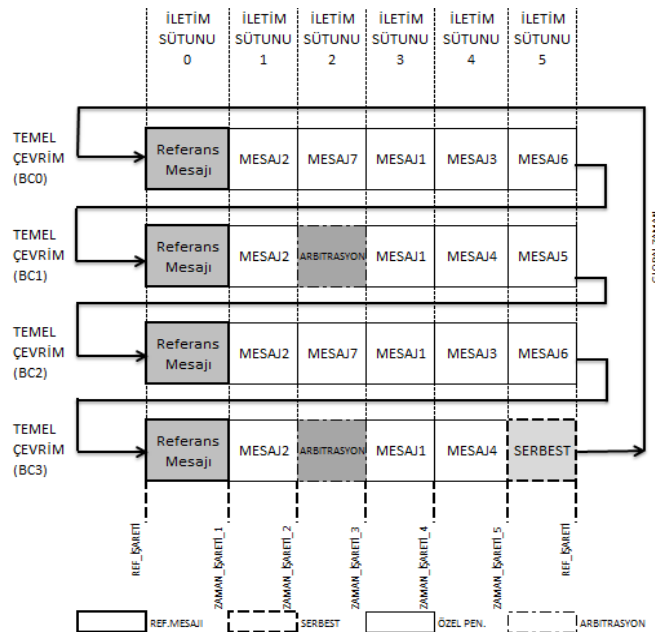 İLETİM SÜTUNU 0
İLETİM SÜTUNU 1
İLETİM SÜTUNU 2
İLETİM SÜTUNU 3
İLETİM SÜTUNU 4
İLETİM SÜTUNU 5
TEMEL ÇEVRİM (BC0)
Referans Mesajı
MESAJ2
MESAJ7
MESAJ1
MESAJ3
MESAJ6
TEMEL ÇEVRİM (BC1)
Referans Mesajı
MESAJ2
ARBITRASYON
MESAJ1
MESAJ4
MESAJ5
TEMEL ÇEVRİM (BC2)
Referans Mesajı
MESAJ2
MESAJ7
MESAJ1
MESAJ3
MESAJ6
TEMEL ÇEVRİM (BC3)
Referans Mesajı
MESAJ2
ARBITRASYON
MESAJ1
MESAJ4
SERBEST
REF_İŞARETİ
ZAMAN_İŞARETİ_1
ZAMAN_İŞARETİ_2
ZAMAN_İŞARETİ_3
ZAMAN_İŞARETİ_4
ZAMAN_İŞARETİ_5
REF_İŞARETİ
REF.MESAJI
SERBEST
ÖZEL PEN.
ARBITRASYON